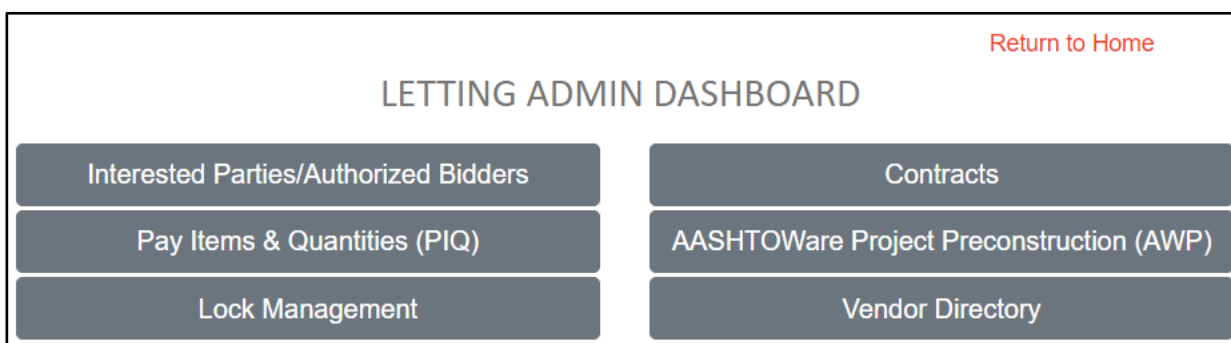 Return to Home
LETTING ADMIN DASHBOARD
Interested Parties/Authorized Bidders
Contracts
Pay Items & Quantities (PIQ)
AASHTOWare Project Preconstruction (AWP)
Lock Management
Vendor Directory